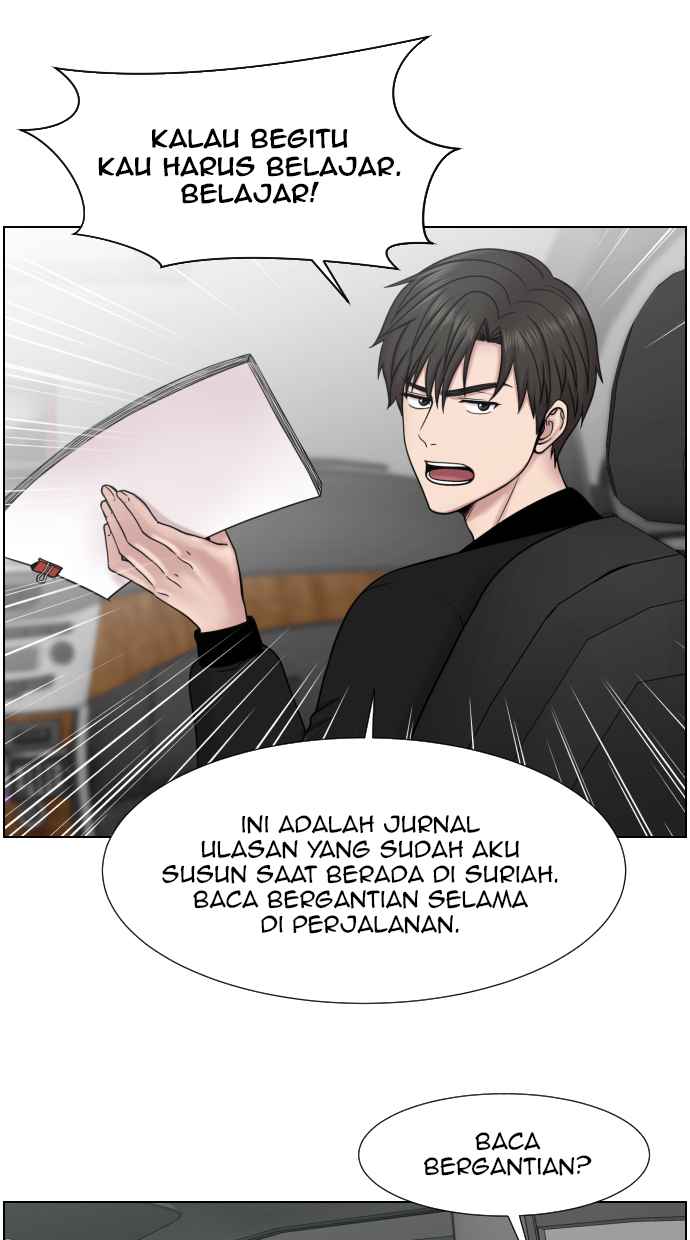 KALAU BEGITU
KAU HARUS BELAJAR.
BELAJAR!
INI ADALAH JURNAL
ULASAN YANG SUDAH AKU
SUSUN SAAT BERADA DI SURIAH.
BACA BERGANTIAN SELAMA
DI PERJALANAN.
BACA
BERGANTIAN?